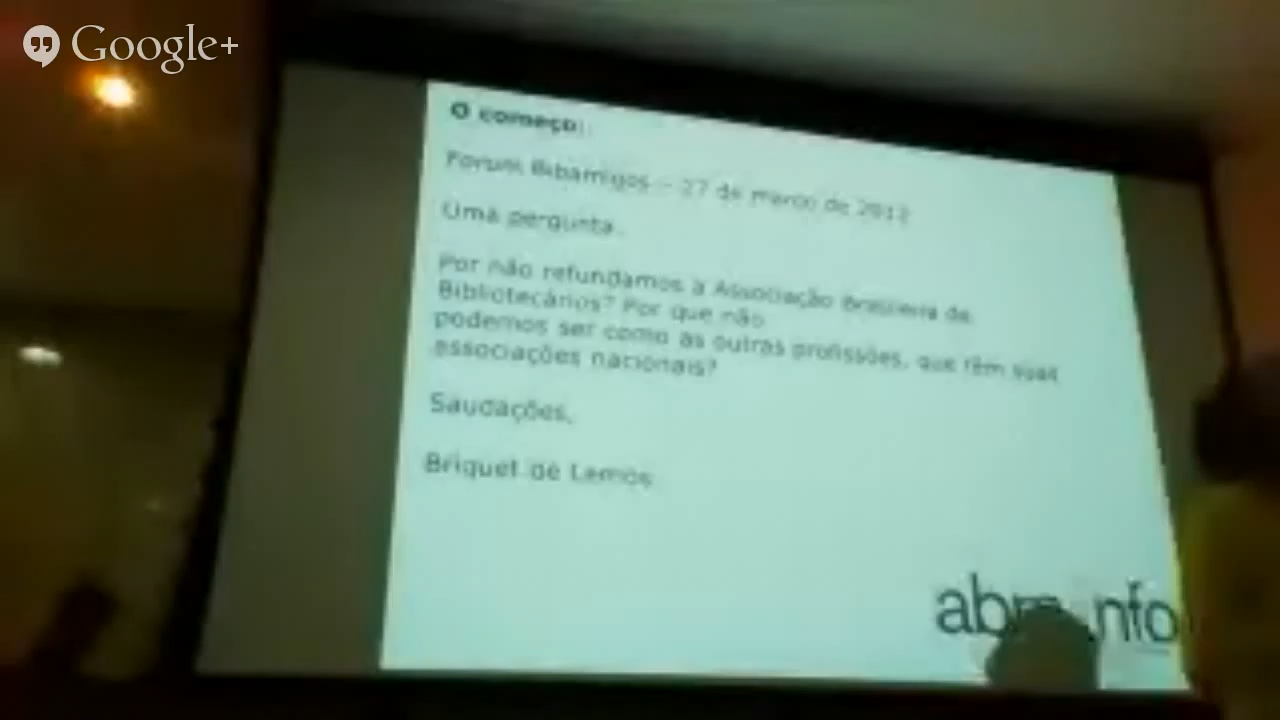 Google+
O começo:
Forum Bibamigos - 27 de março de 2012
Uma pergunta.
Por não refundamos a Associação Brasileira de
Bibliotecários? Por que não
podemos ser como as outras profissões, que têm suas
associações nacionais?
Saudações,
Briquet de Lemos